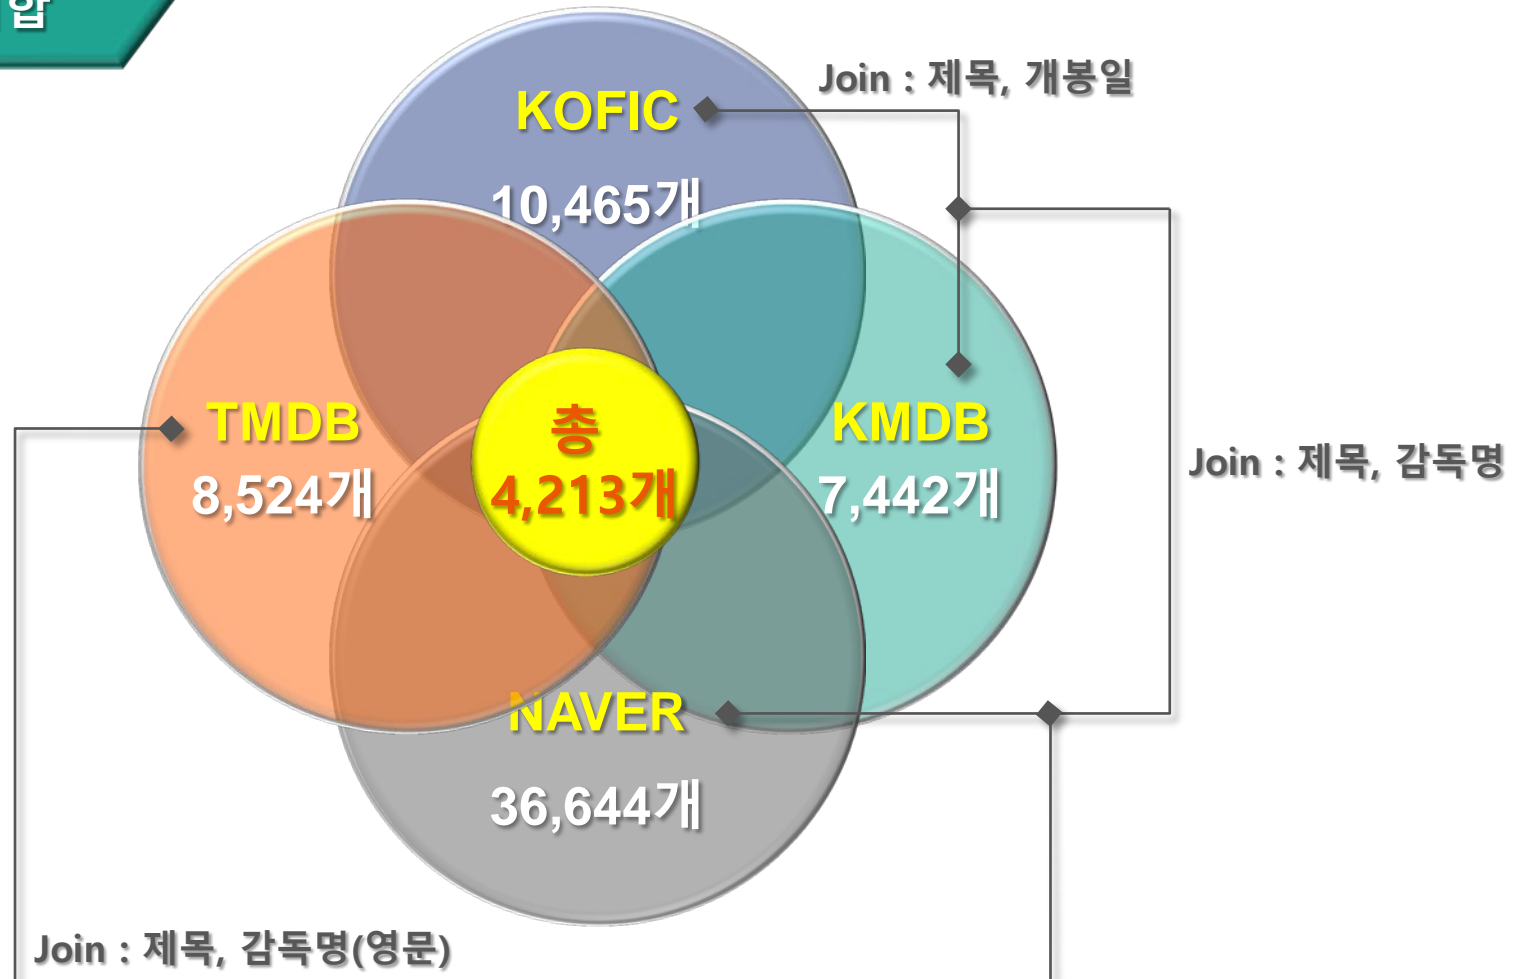 합
Join : 제목, 개봉일
KOFIC
10,465개
TMDB
8,524개
총
4,213개
KMDB
7,442개
Join : 제목, 감독명
NAVER
36,644개
Join : 제목, 감독명(영문)